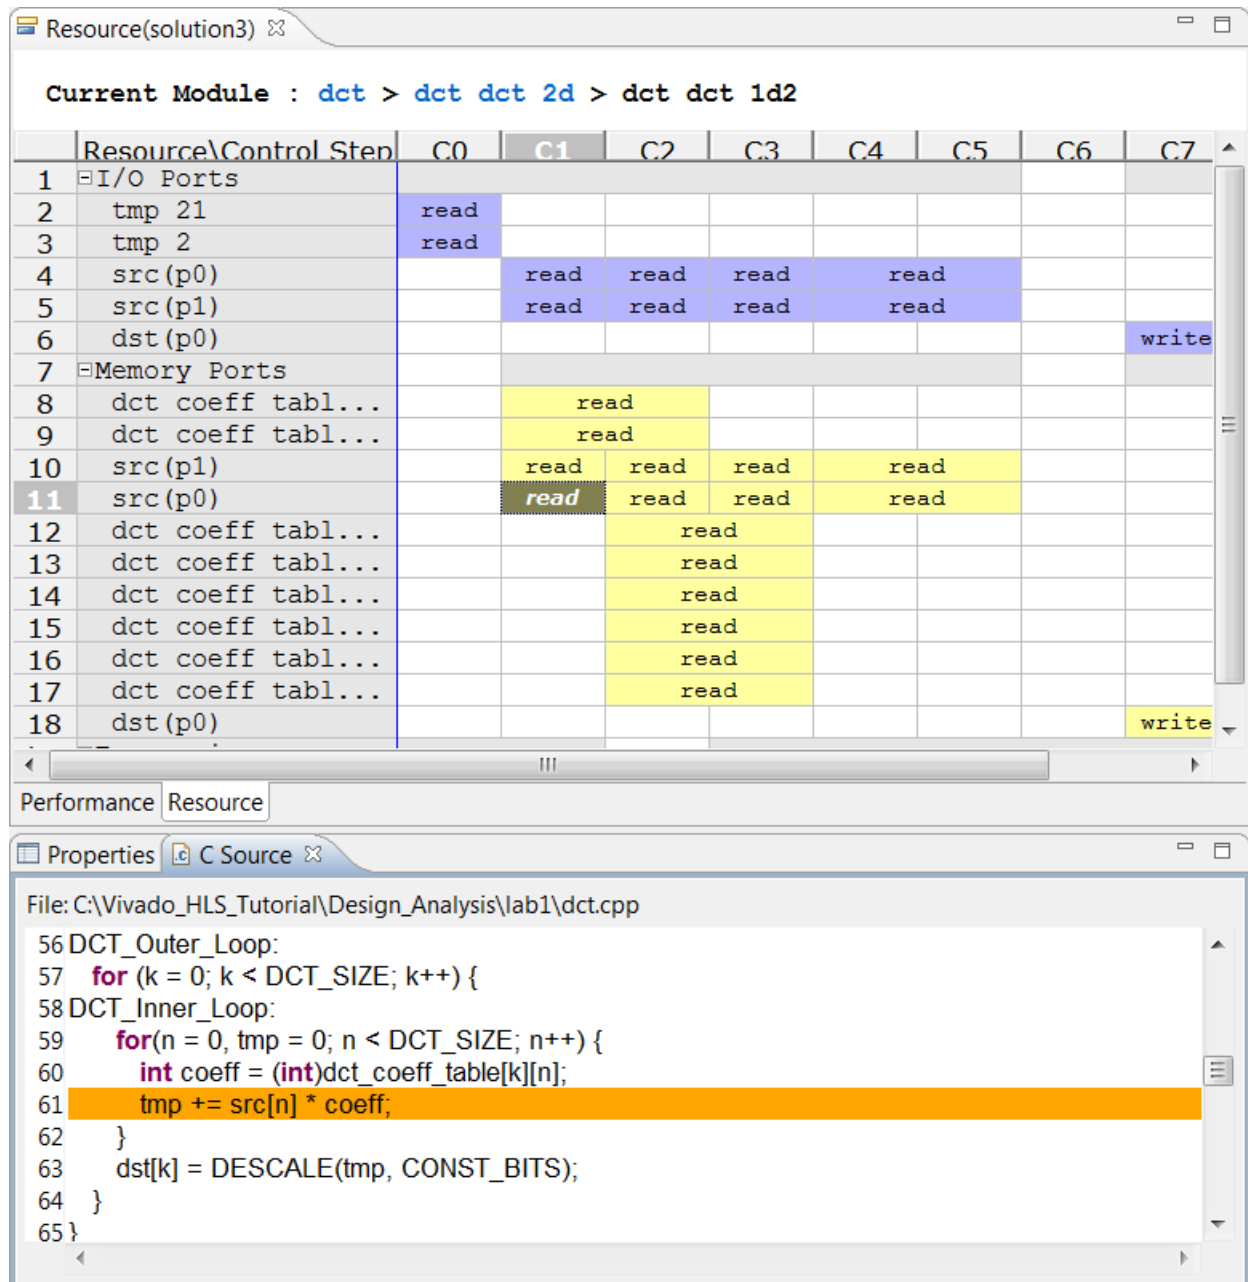 Resource(solution3)
Current Module : dct > dct dct 2d > dct dct 1d2
Resource\Control Step C0 C1 C2 C3 C4 C5 C6 C7
1 I/O Ports
2 tmp 21 read
3 tmp 2 read
4 src(p0) read read read read
5 src(p1) read read read read
6 dst(p0) write
7 Memory Ports
8 dct coeff tabl... read
9 dct coeff tabl... read
10 src(p1) read read read read
11 src(p0) read read read read
12 dct coeff tabl... read
13 dct coeff tabl... read
14 dct coeff tabl... read
15 dct coeff tabl... read
16 dct coeff tabl... read
17 dct coeff tabl... read
18 dst(p0) write
Performance Resource
Properties C Source
File: C:\Vivado_HLS_Tutorial\Design_Analysis\lab1\dct.cpp
56 DCT_Outer_Loop:
57 for (k = 0; k < DCT_SIZE; k++) {
58 DCT_Inner_Loop:
59 for(n = 0, tmp = 0; n < DCT_SIZE; n++) {
60 int coeff = (int)dct_coeff_table[k][n];
61 tmp += src[n] * coeff;
62 }
63 dst[k] = DESCALE(tmp, CONST_BITS);
64 }
65 }